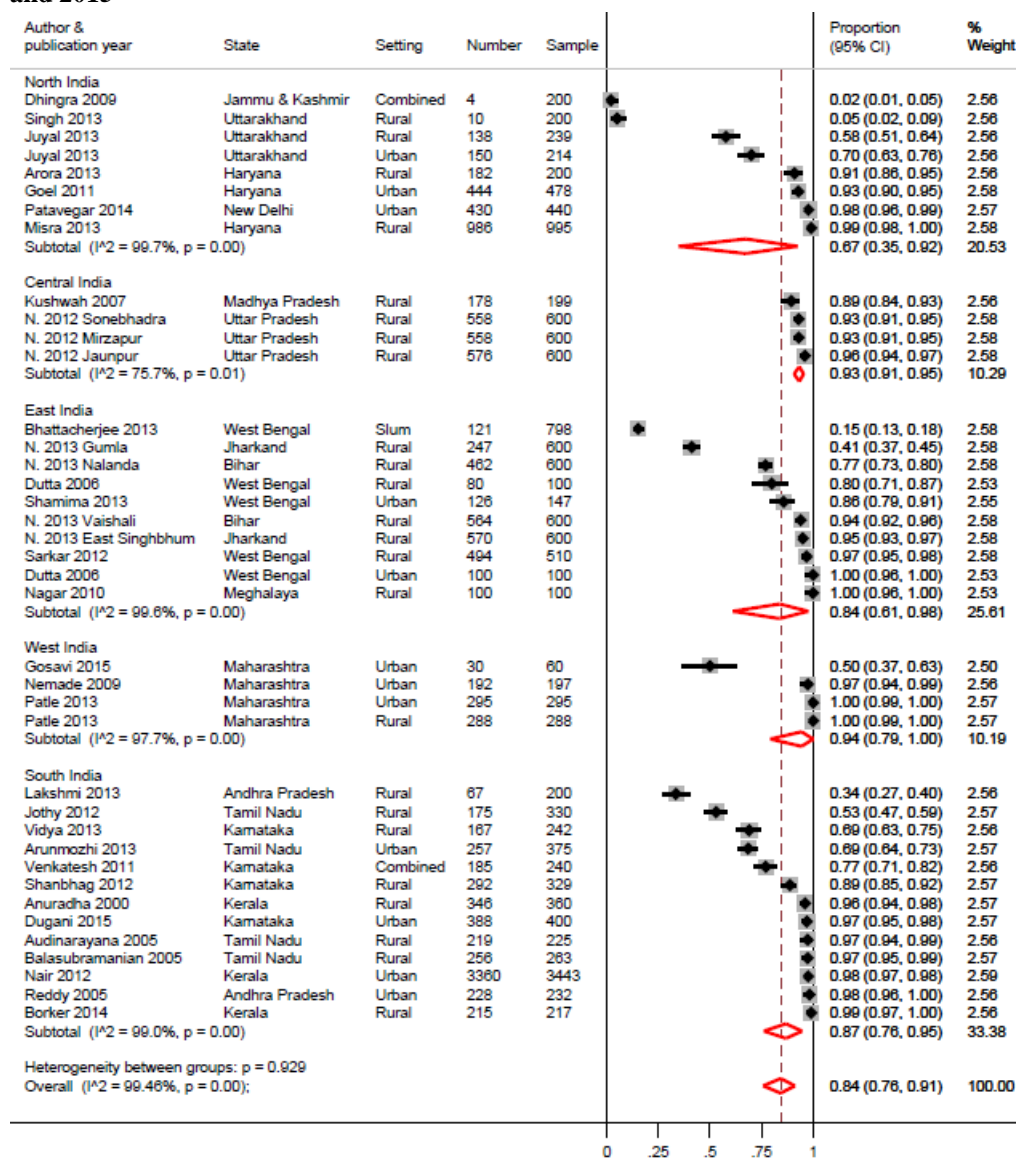 and 2015
Author & publication year State Setting Number Sample Proportion (95% CI) % Weight
North India
Dhingra 2009 Jammu & Kashmir Combined 4 200 0.02 (0.01, 0.05) 2.56
Singh 2013 Uttarakhand Rural 10 200 0.05 (0.02, 0.09) 2.56
Juyal 2013 Uttarakhand Rural 138 239 0.58 (0.51, 0.64) 2.56
Juyal 2013 Uttarakhand Urban 150 214 0.70 (0.63, 0.76) 2.56
Arora 2013 Haryana Rural 182 200 0.91 (0.86, 0.95) 2.56
Goel 2011 Haryana Urban 444 478 0.93 (0.90, 0.95) 2.58
Patavegar 2014 New Delhi Urban 430 440 0.98 (0.96, 0.99) 2.57
Misra 2013 Haryana Rural 986 995 0.99 (0.98, 1.00) 2.58
Subtotal (I^2 = 99.7%, p = 0.00) 0.67 (0.35, 0.92) 20.53
Central India
Kushwah 2007 Madhya Pradesh Rural 178 199 0.89 (0.84, 0.93) 2.56
N. 2012 Sonebhadra Uttar Pradesh Rural 558 600 0.93 (0.91, 0.95) 2.58
N. 2012 Mirzapur Uttar Pradesh Rural 558 600 0.93 (0.91, 0.95) 2.58
N. 2012 Jaunpur Uttar Pradesh Rural 576 600 0.96 (0.94, 0.97) 2.58
Subtotal (I^2 = 75.7%, p = 0.01) 0.93 (0.91, 0.95) 10.29
East India
Bhattacherjee 2013 West Bengal Slum 121 798 0.15 (0.13, 0.18) 2.58
N. 2013 Gumla Jharkand Rural 247 600 0.41 (0.37, 0.45) 2.58
N. 2013 Nalanda Bihar Rural 462 600 0.77 (0.73, 0.80) 2.58
Dutta 2006 West Bengal Rural 80 100 0.80 (0.71, 0.87) 2.53
Shamima 2013 West Bengal Urban 126 147 0.86 (0.79, 0.91) 2.55
N. 2013 Vaishali Bihar Rural 564 600 0.94 (0.92, 0.96) 2.58
N. 2013 East Singhbhum Jharkand Rural 570 600 0.95 (0.93, 0.97) 2.58
Sarkar 2012 West Bengal Rural 494 510 0.97 (0.95, 0.98) 2.58
Dutta 2006 West Bengal Urban 100 100 1.00 (0.96, 1.00) 2.53
Nagar 2010 Meghalaya Rural 100 100 1.00 (0.96, 1.00) 2.53
Subtotal (I^2 = 99.6%, p = 0.00) 0.84 (0.61, 0.98) 25.61
West India
Gosavi 2015 Maharashtra Urban 30 60 0.50 (0.37, 0.63) 2.50
Nemade 2009 Maharashtra Urban 192 197 0.97 (0.94, 0.99) 2.56
Patle 2013 Maharashtra Urban 295 295 1.00 (0.99, 1.00) 2.57
Patle 2013 Maharashtra Rural 288 288 1.00 (0.99, 1.00) 2.57
Subtotal (I^2 = 97.7%, p = 0.00) 0.94 (0.79, 1.00) 10.19
South India
Lakshmi 2013 Andhra Pradesh Rural 67 200 0.34 (0.27, 0.40) 2.56
Jothy 2012 Tamil Nadu Rural 175 330 0.53 (0.47, 0.59) 2.57
Vidya 2013 Karnataka Rural 167 242 0.69 (0.63, 0.75) 2.56
Arunmozhi 2013 Tamil Nadu Urban 257 375 0.69 (0.64, 0.73) 2.57
Venkatesh 2011 Karnataka Combined 185 240 0.77 (0.71, 0.82) 2.56
Shanbhag 2012 Karnataka Rural 292 329 0.89 (0.85, 0.92) 2.57
Anuradha 2000 Kerala Rural 346 360 0.96 (0.94, 0.98) 2.57
Dugani 2015 Karnataka Urban 388 400 0.97 (0.95, 0.98) 2.57
Audinarayana 2005 Tamil Nadu Rural 219 225 0.97 (0.94, 0.99) 2.56
Balasubramanian 2005 Tamil Nadu Rural 256 263 0.97 (0.95, 0.99) 2.57
Nair 2012 Kerala Urban 3360 3443 0.98 (0.97, 0.98) 2.59
Reddy 2005 Andhra Pradesh Urban 228 232 0.98 (0.96, 1.00) 2.56
Borker 2014 Kerala Rural 215 217 0.99 (0.97, 1.00) 2.56
Subtotal (I^2 = 99.0%, p = 0.00) 0.87 (0.76, 0.95) 33.38
Heterogeneity between groups: p = 0.929
Overall (I^2 = 99.46%, p = 0.00); 0.84 (0.76, 0.91) 100.00
0 .25 .5 .75 1